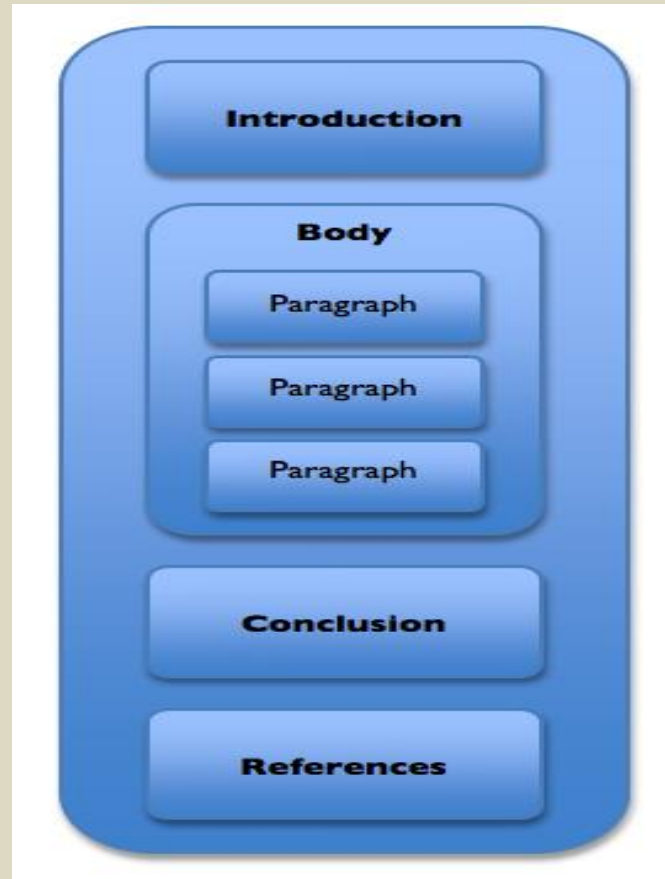 Introduction
Body
Paragraph
Paragraph
Paragraph
Conclusion
References